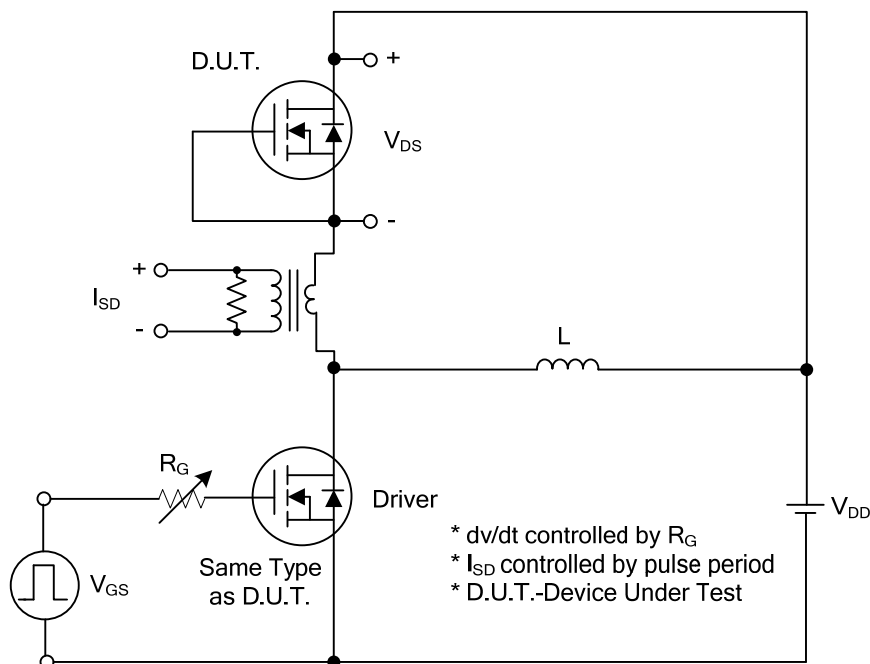 D.U.T.
+
V_DS
-
+
I_SD
-
L
R_G
Driver
V_DD
V_GS
Same Type
as D.U.T.
* dv/dt controlled by R_G
* I_SD controlled by pulse period
* D.U.T.-Device Under Test